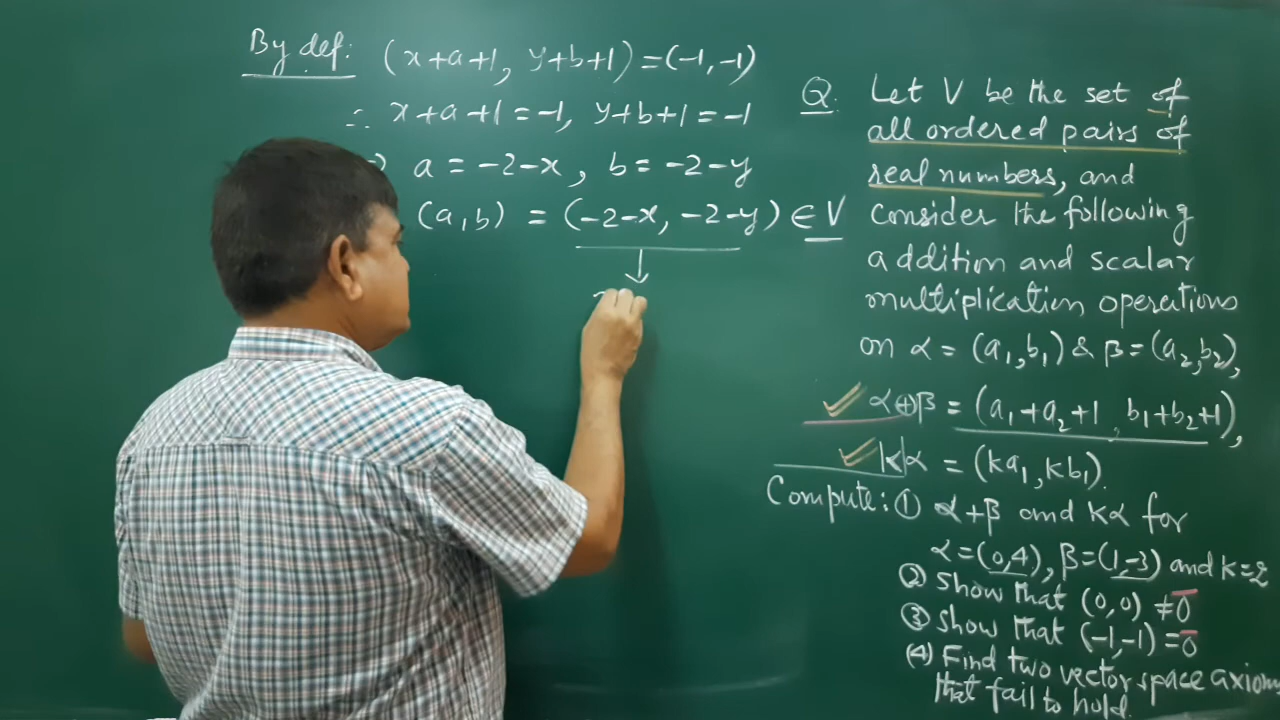 By def: (x+a+1, y+b+1) = (-1, -1)
∴ x+a+1 = -1, y+b+1 = -1
a = -2-x, b = -2-y
(a, b) = (-2-x, -2-y) ∈ V
↓
Q. Let V be the set of
all ordered pairs of
real numbers, and
Consider the following
addition and scalar
multiplication operations
on α = (a₁, b₁) & β = (a₂, b₂),
✓ α⊕β = (a₁+a₂+1, b₁+b₂+1),
✓ kα = (ka₁, kb₁).
Compute: ① α+β and kα for
α = (0,4), β = (1,-3) and k=2
② Show that (0,0) ≠ 0̄
③ Show that (-1,-1) = 0̄
(4) Find two vector space axiom
that fail to hold.